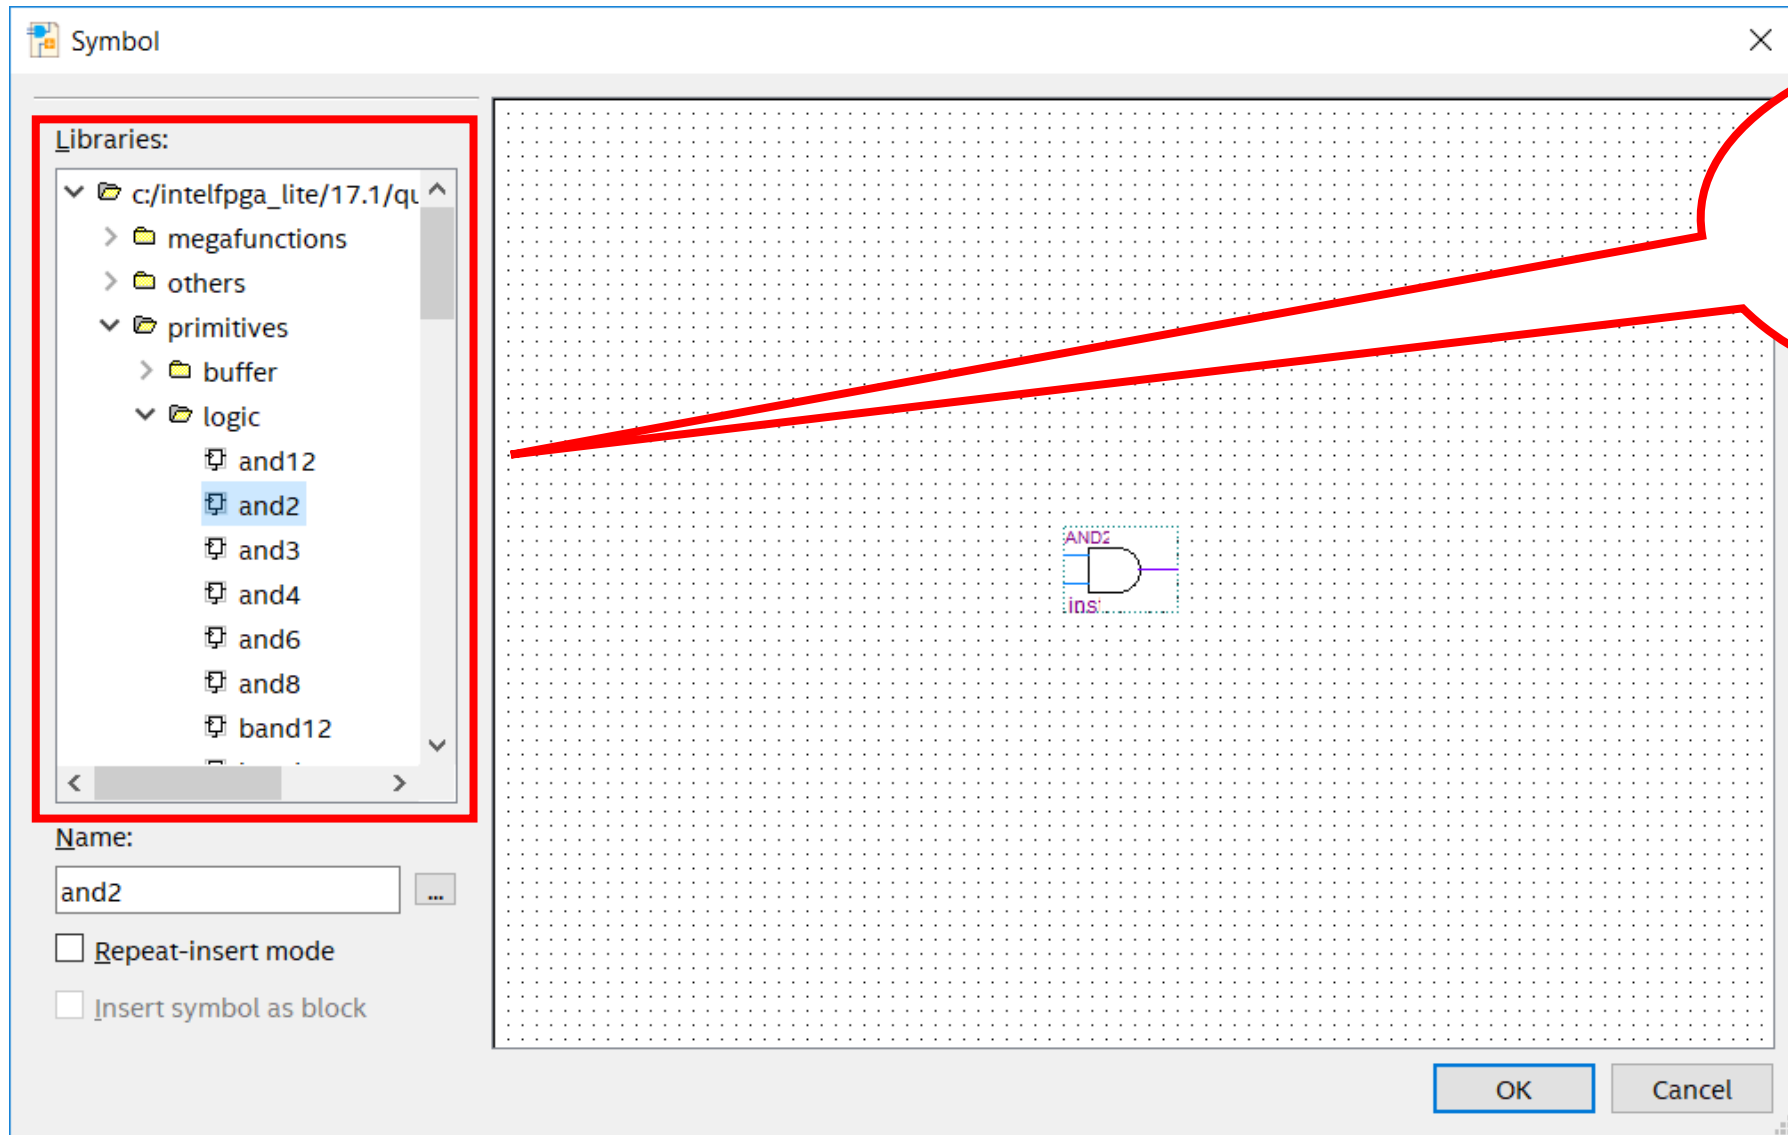 Symbol
Libraries:
c:/intelfpga_lite/17.1/qu
megafunctions
others
primitives
buffer
logic
and12
and2
and3
and4
and6
and8
band12
AND2
inst
Name:
and2
...
Repeat-insert mode
Insert symbol as block
OK
Cancel